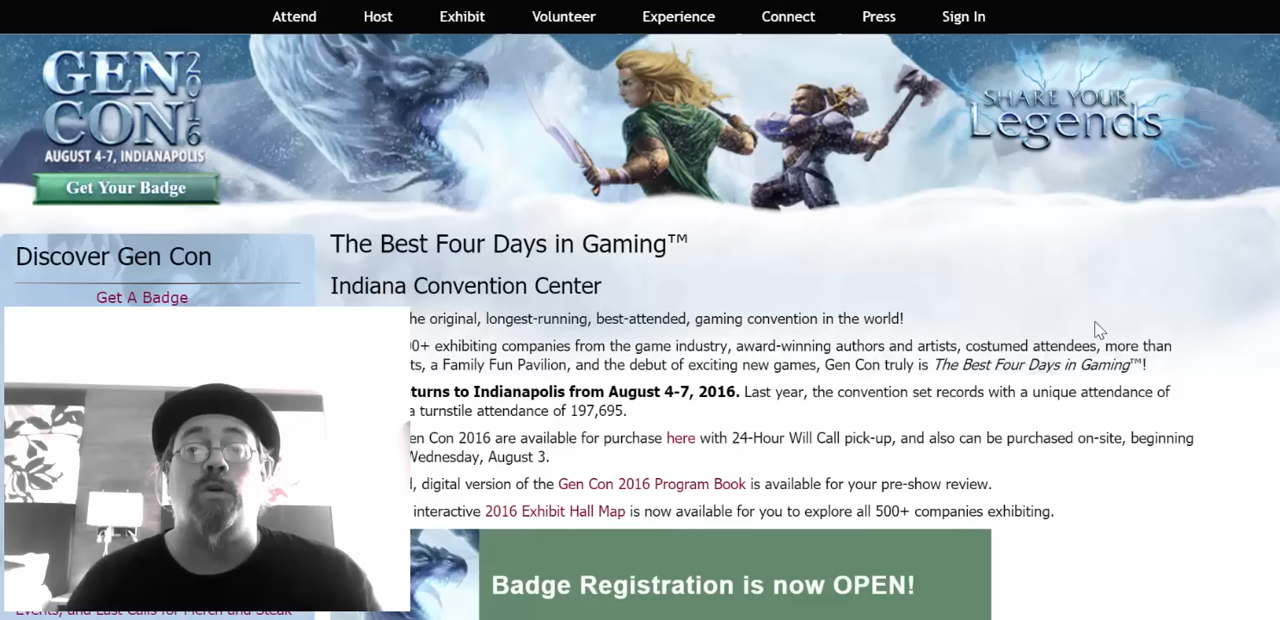 Attend Host Exhibit Volunteer Experience Connect Press Sign In
GEN CON 2016
AUGUST 4-7, INDIANAPOLIS
Get Your Badge
SHARE YOUR
Legends
Discover Gen Con
Get A Badge
The Best Four Days in Gaming™
Indiana Convention Center
he original, longest-running, best-attended, gaming convention in the world!
0+ exhibiting companies from the game industry, award-winning authors and artists, costumed attendees, more than
ts, a Family Fun Pavilion, and the debut of exciting new games, Gen Con truly is The Best Four Days in Gaming™!
turns to Indianapolis from August 4-7, 2016. Last year, the convention set records with a unique attendance of
a turnstile attendance of 197,695.
en Con 2016 are available for purchase here with 24-Hour Will Call pick-up, and also can be purchased on-site, beginning
Wednesday, August 3.
, digital version of the Gen Con 2016 Program Book is available for your pre-show review.
interactive 2016 Exhibit Hall Map is now available for you to explore all 500+ companies exhibiting.
Badge Registration is now OPEN!
Events, and Last Calls for Merch and Steak